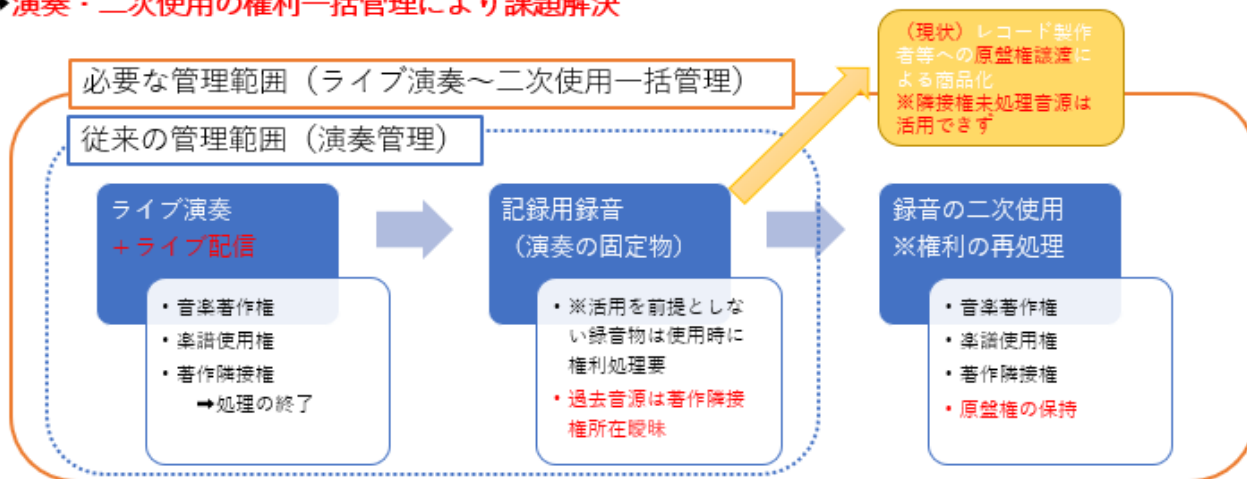 ➔演奏・二次使用の権利一括管理により課題解決
（現状）レコード製作
者等への原盤権譲渡に
よる商品化
※隣接権未処理音源は
活用できず
必要な管理範囲（ライブ演奏～二次使用一括管理）
従来の管理範囲（演奏管理）
ライブ演奏
＋ライブ配信
・音楽著作権
・楽譜使用権
・著作隣接権
➡処理の終了
記録用録音
（演奏の固定物）
・※活用を前提としな
い録音物は使用時に
権利処理要
・過去音源は著作隣接
権所在曖昧
録音の二次使用
※権利の再処理
・音楽著作権
・楽譜使用権
・著作隣接権
・原盤権の保持